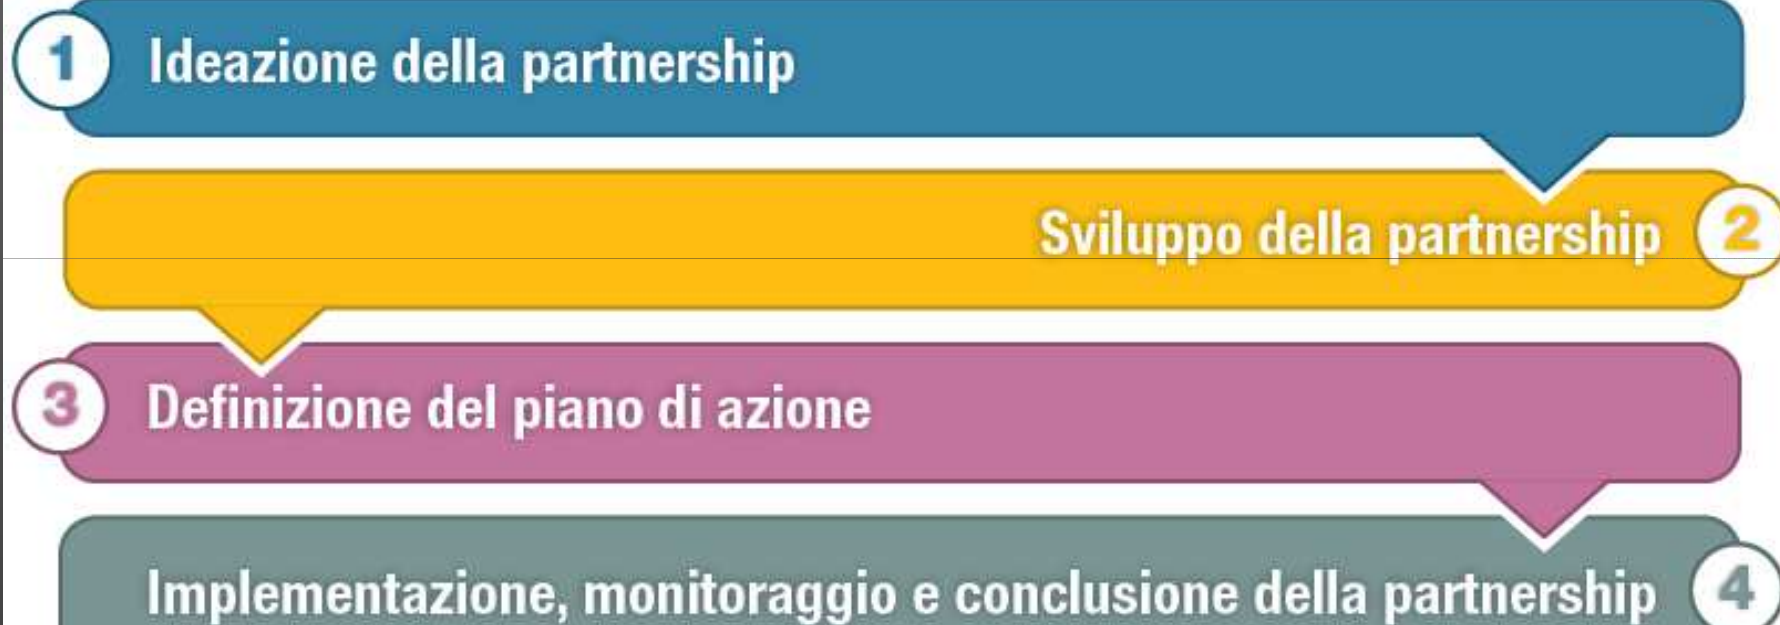 1 Ideazione della partnership
Sviluppo della partnership 2
3 Definizione del piano di azione
Implementazione, monitoraggio e conclusione della partnership 4